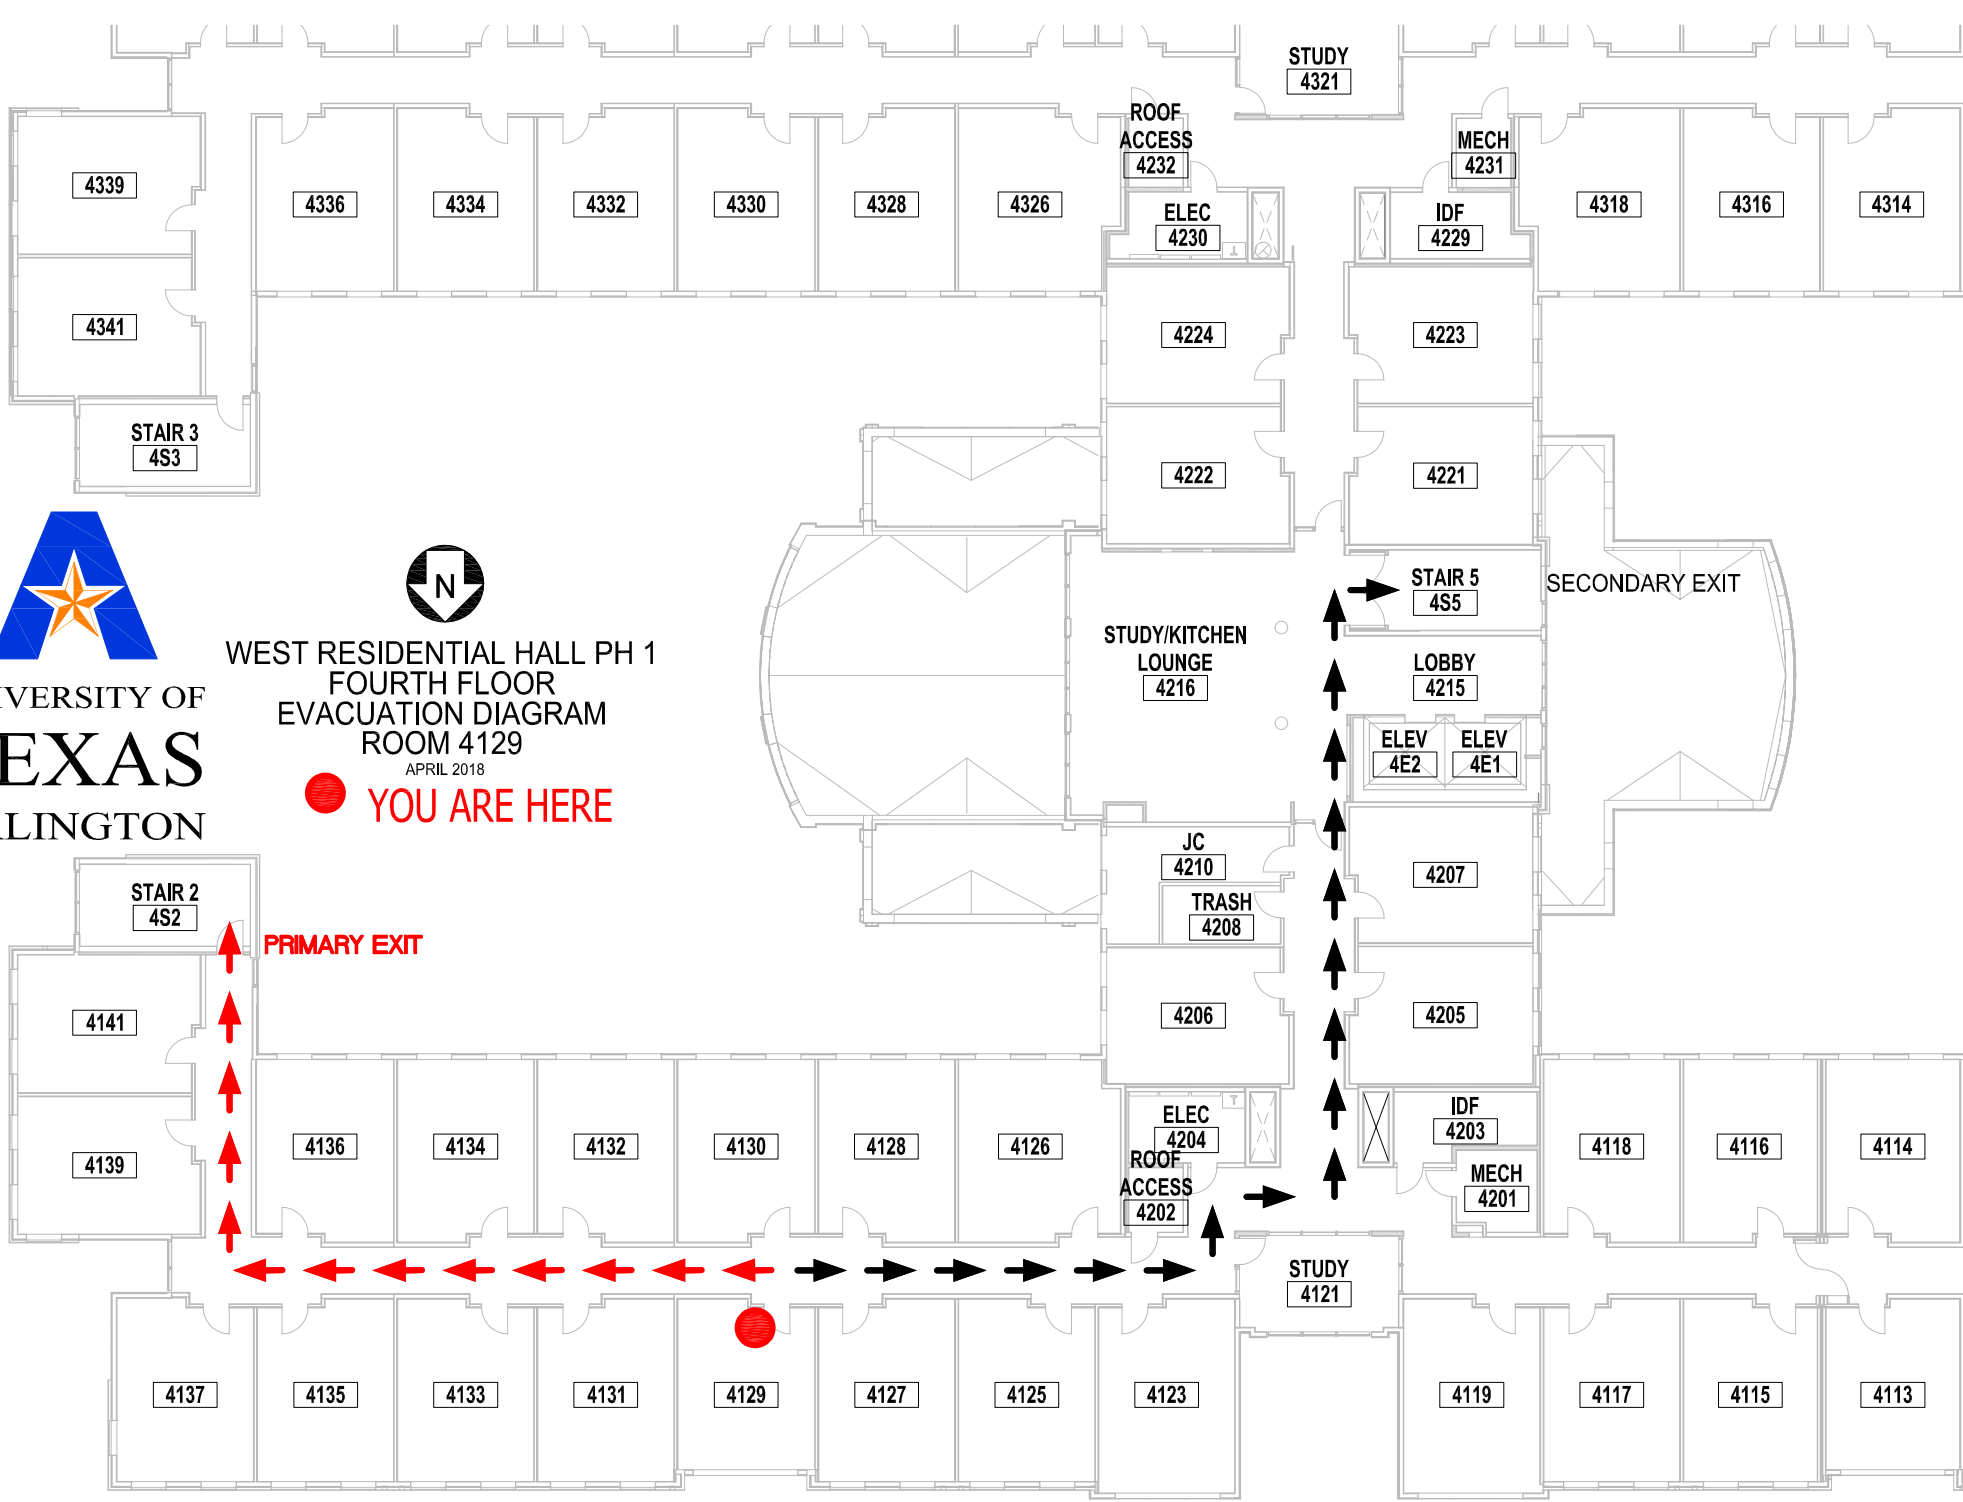 STUDY
4321
ROOF
ACCESS
4232
MECH
4231
4339
4336
4334
4332
4330
4328
4326
ELEC
4230
IDF
4229
4318
4316
4314
4341
4224
4223
STAIR 3
4S3
4222
4221
N
WEST RESIDENTIAL HALL PH 1
FOURTH FLOOR
EVACUATION DIAGRAM
ROOM 4129
APRIL 2018
YOU ARE HERE
VERSITY OF
EXAS
LINGTON
STAIR 5
4S5
SECONDARY EXIT
STUDY/KITCHEN
LOUNGE
4216
LOBBY
4215
ELEV
4E2
ELEV
4E1
JC
4210
TRASH
4208
4207
STAIR 2
4S2
PRIMARY EXIT
4141
4206
4205
4139
4136
4134
4132
4130
4128
4126
ELEC
4204
ROOF
ACCESS
4202
IDF
4203
MECH
4201
4118
4116
4114
STUDY
4121
4137
4135
4133
4131
4129
4127
4125
4123
4119
4117
4115
4113